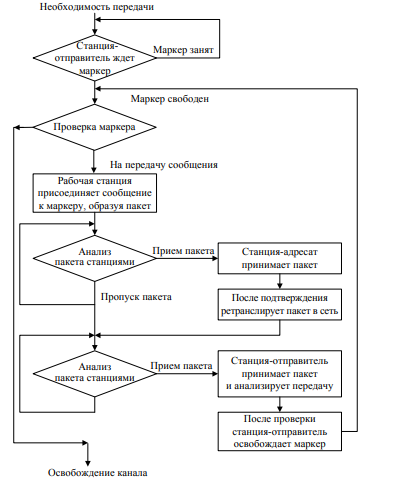 Необходимость передачи
Станция-
отправитель ждет
маркер
Маркер занят
Маркер свободен
Проверка маркера
На передачу сообщения
Рабочая станция
присоединяет сообщение
к маркеру, образуя пакет
Анализ
пакета станциями
Прием пакета
Станция-адресат
принимает пакет
Пропуск пакета
После подтверждения
ретранслирует пакет в сеть
Анализ
пакета станциями
Прием пакета
Станция-отправитель
принимает пакет
и анализирует передачу
После проверки
станция-отправитель
освобождает маркер
Освобождение канала